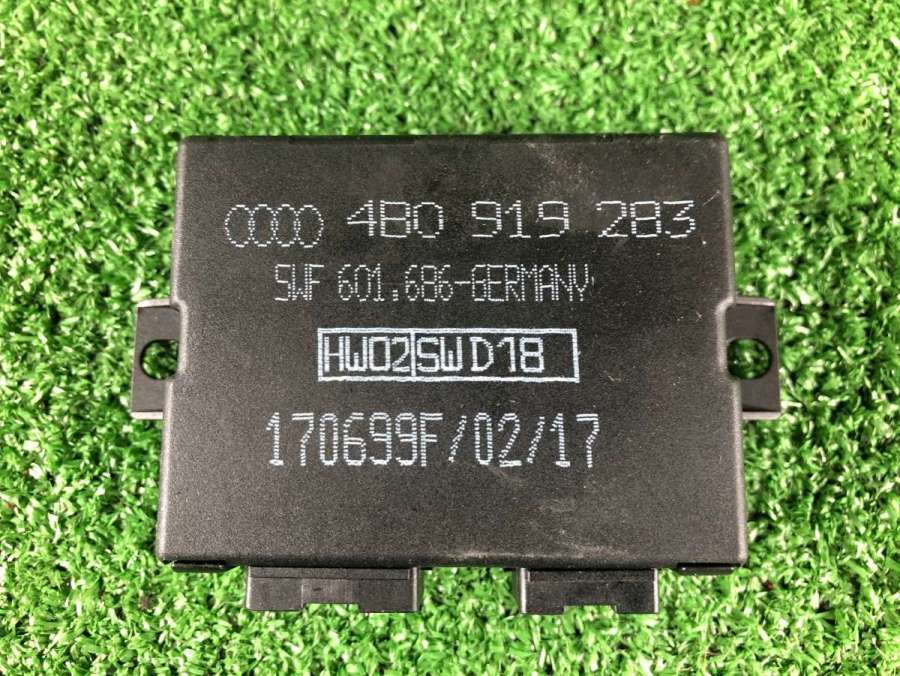 4B0 919 283
SWF 601.686-GERMANY
HW02 SW D18
170699F/02/17